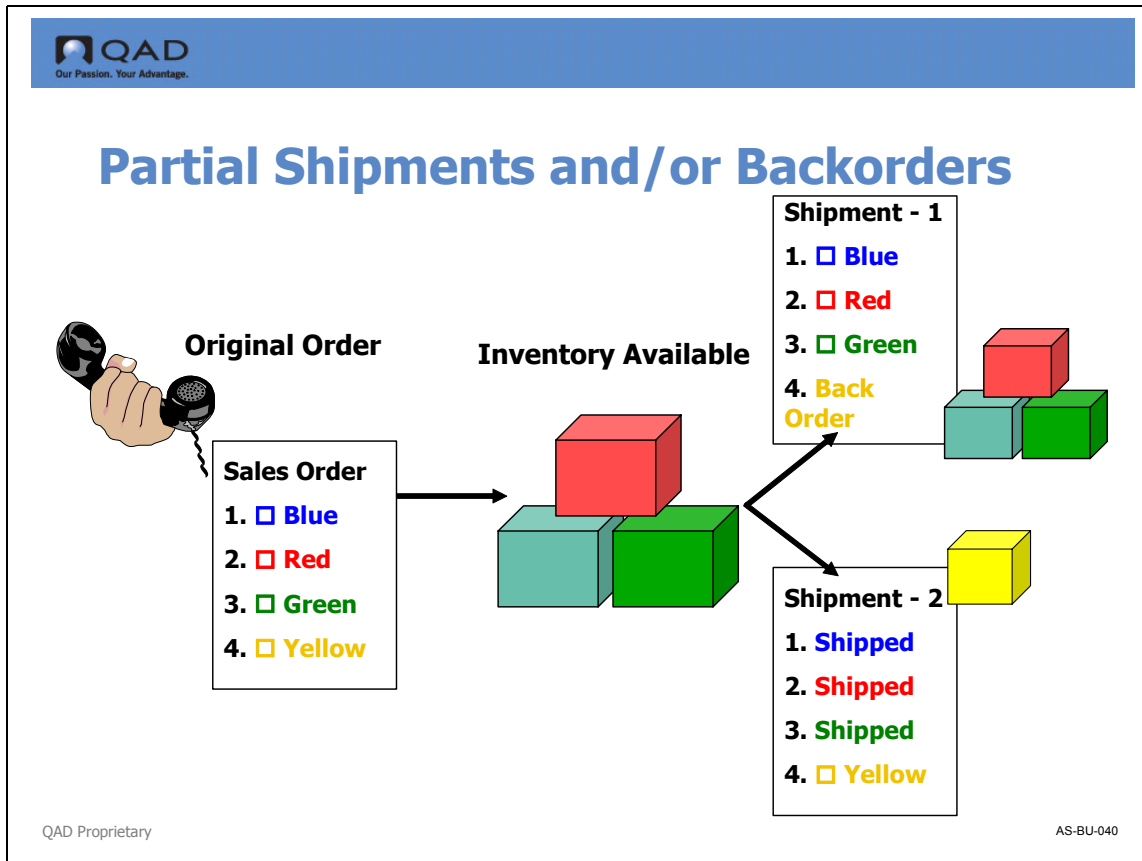 QAD
Our Passion. Your Advantage.
Partial Shipments and/or Backorders
Original Order
Sales Order
1. ☐ Blue
2. ☐ Red
3. ☐ Green
4. ☐ Yellow
Inventory Available
Shipment - 1
1. ☐ Blue
2. ☐ Red
3. ☐ Green
4. Back
Order
Shipment - 2
1. Shipped
2. Shipped
3. Shipped
4. ☐ Yellow
QAD Proprietary
AS-BU-040